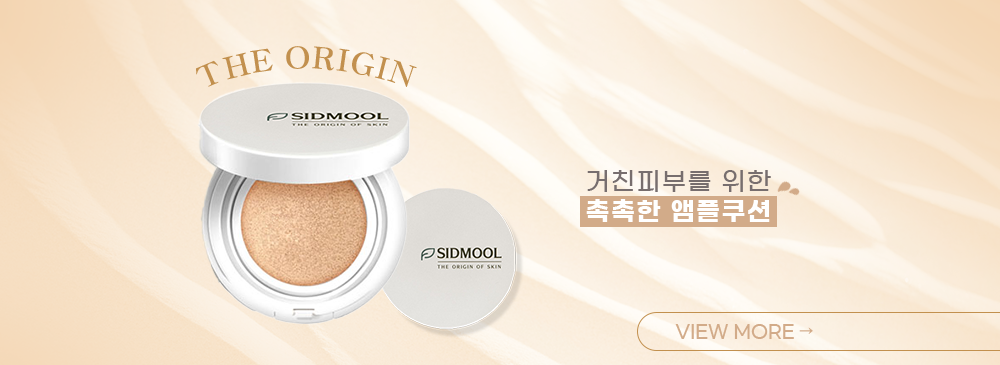 THE ORIGIN
SIDMOOL
THE ORIGIN OF SKIN
SIDMOOL
THE ORIGIN OF SKIN
거친피부를 위한
촉촉한 앰플쿠션
VIEW MORE→